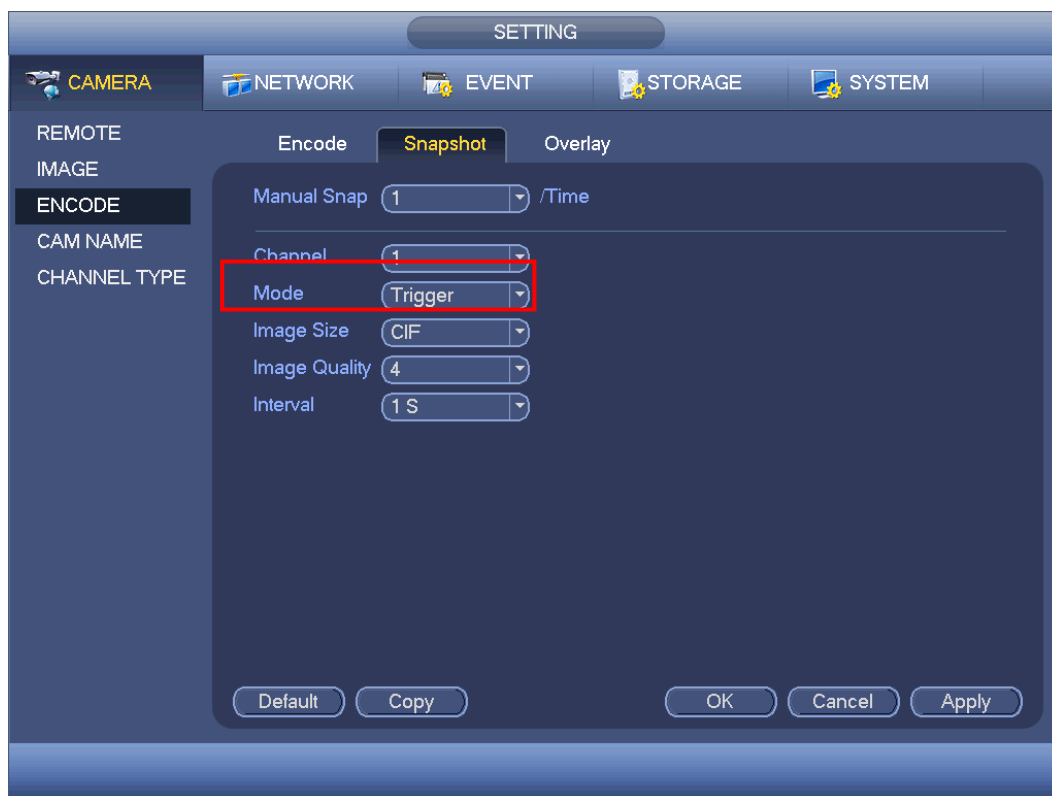 SETTING
CAMERA NETWORK EVENT STORAGE SYSTEM
REMOTE
IMAGE
ENCODE
CAM NAME
CHANNEL TYPE
Encode Snapshot Overlay
Manual Snap 1 /Time
Channel 1
Mode Trigger
Image Size CIF
Image Quality 4
Interval 1 S
Default Copy OK Cancel Apply